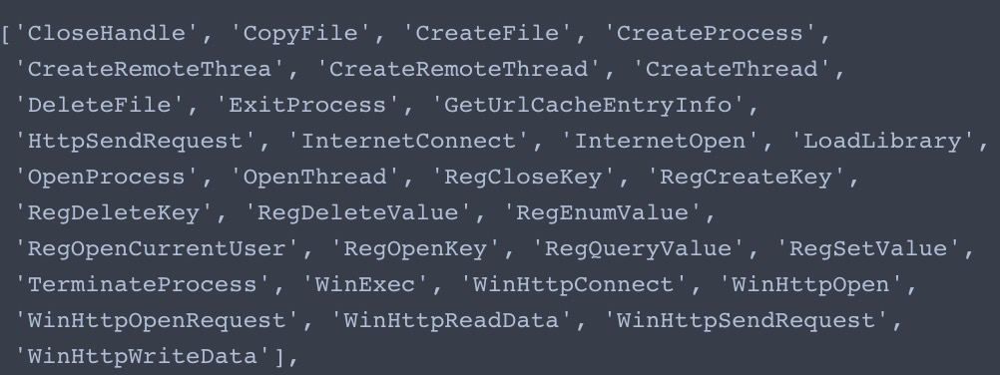 ['CloseHandle', 'CopyFile', 'CreateFile', 'CreateProcess',
'CreateRemoteThrea', 'CreateRemoteThread', 'CreateThread',
'DeleteFile', 'ExitProcess', 'GetUrlCacheEntryInfo',
'HttpSendRequest', 'InternetConnect', 'InternetOpen', 'LoadLibrary',
'OpenProcess', 'OpenThread', 'RegCloseKey', 'RegCreateKey',
'RegDeleteKey', 'RegDeleteValue', 'RegEnumValue',
'RegOpenCurrentUser', 'RegOpenKey', 'RegQueryValue', 'RegSetValue',
'TerminateProcess', 'WinExec', 'WinHttpConnect', 'WinHttpOpen',
'WinHttpOpenRequest', 'WinHttpReadData', 'WinHttpSendRequest',
'WinHttpWriteData'],